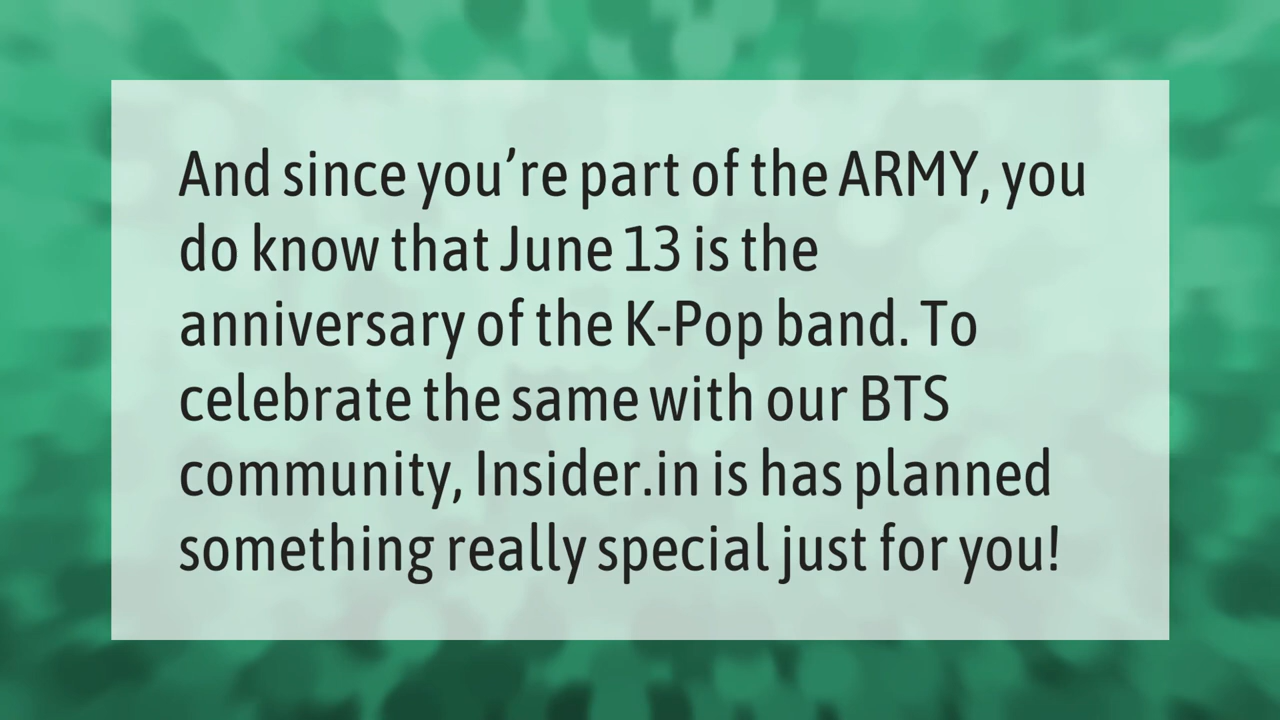 And since you’re part of the ARMY, you
do know that June 13 is the
anniversary of the K-Pop band. To
celebrate the same with our BTS
community, Insider.in is has planned
something really special just for you!